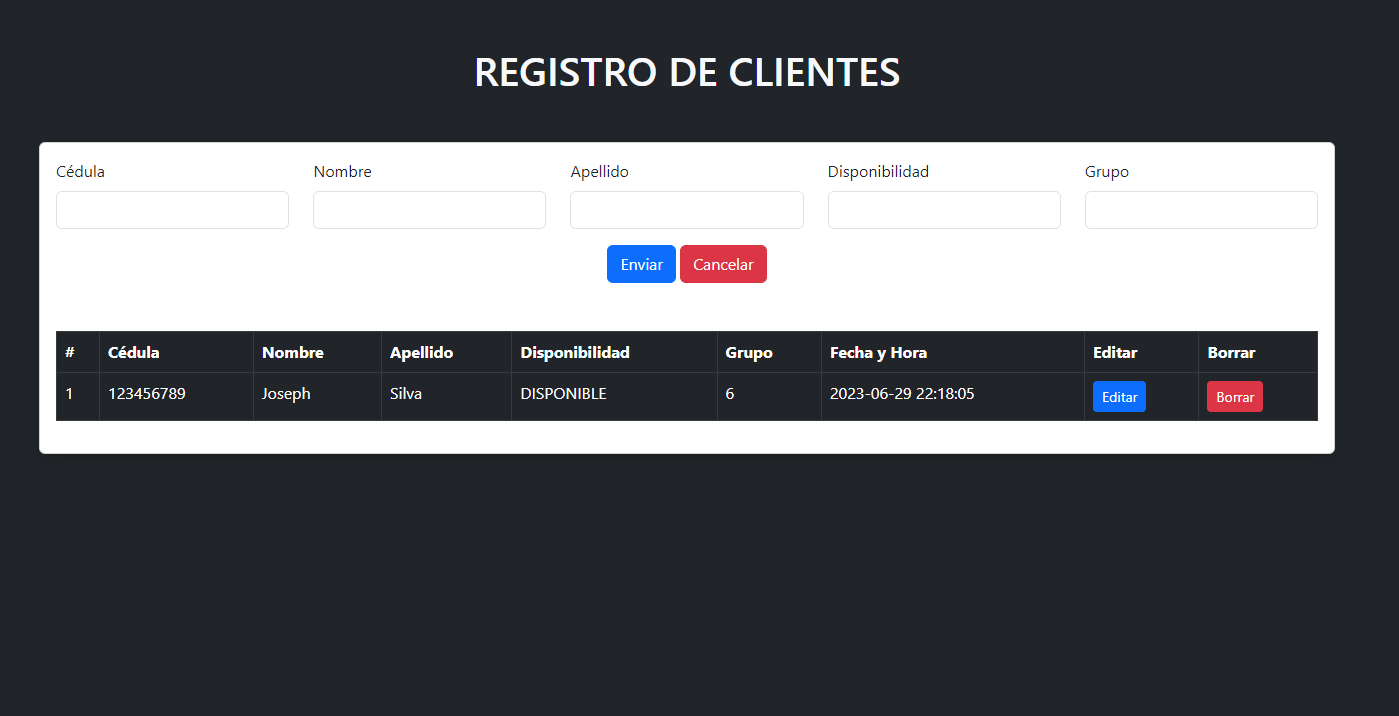 REGISTRO DE CLIENTES
Cédula Nombre Apellido Disponibilidad Grupo
Enviar Cancelar
# Cédula Nombre Apellido Disponibilidad Grupo Fecha y Hora Editar Borrar
1 123456789 Joseph Silva DISPONIBLE 6 2023-06-29 22:18:05 Editar Borrar